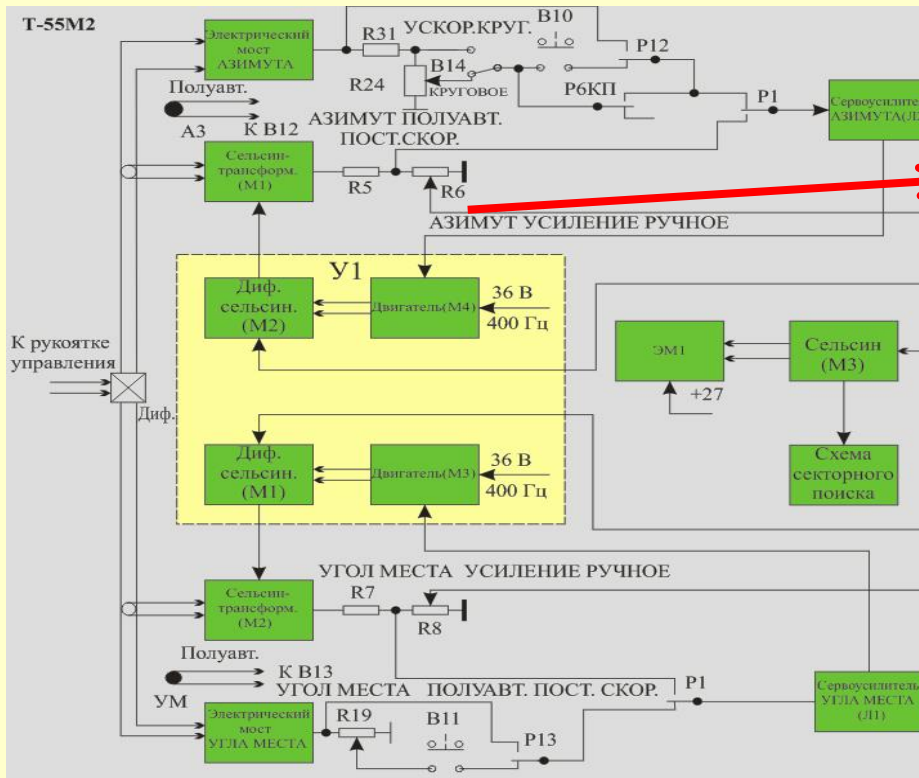 Т-55М2
Электрический
мост
АЗИМУТА
R31
УСКОР.КРУГ.
В10
Р12
R24
В14
КРУГОВОЕ
Р6КП
Р1
Сервоусилитель
АЗИМУТА(Л
Полуавт.
АЗ
К В12
АЗИМУТ ПОЛУАВТ.
ПОСТ.СКОР.
Сельсин-
трансформ.
(М1)
R5
R6
АЗИМУТ УСИЛЕНИЕ РУЧНОЕ
У1
Диф.
сельсин.
(М2)
Двигатель(М4)
36 В
400 Гц
К рукоятке
управления
Диф.
ЭМ1
+27
Сельсин
(М3)
Схема
секторного
поиска
Диф.
сельсин.
(М1)
Двигатель(М3)
36 В
400 Гц
УГОЛ МЕСТА УСИЛЕНИЕ РУЧНОЕ
Сельсин-
трансформ.
(М2)
R7
R8
Полуавт.
УМ
К В13
УГОЛ МЕСТА ПОЛУАВТ. ПОСТ. СКОР.
Р1
Сервоусилитель
УГЛА МЕСТА
(Л1)
Электрический
мост
УГЛА МЕСТА
R19
В11
Р13